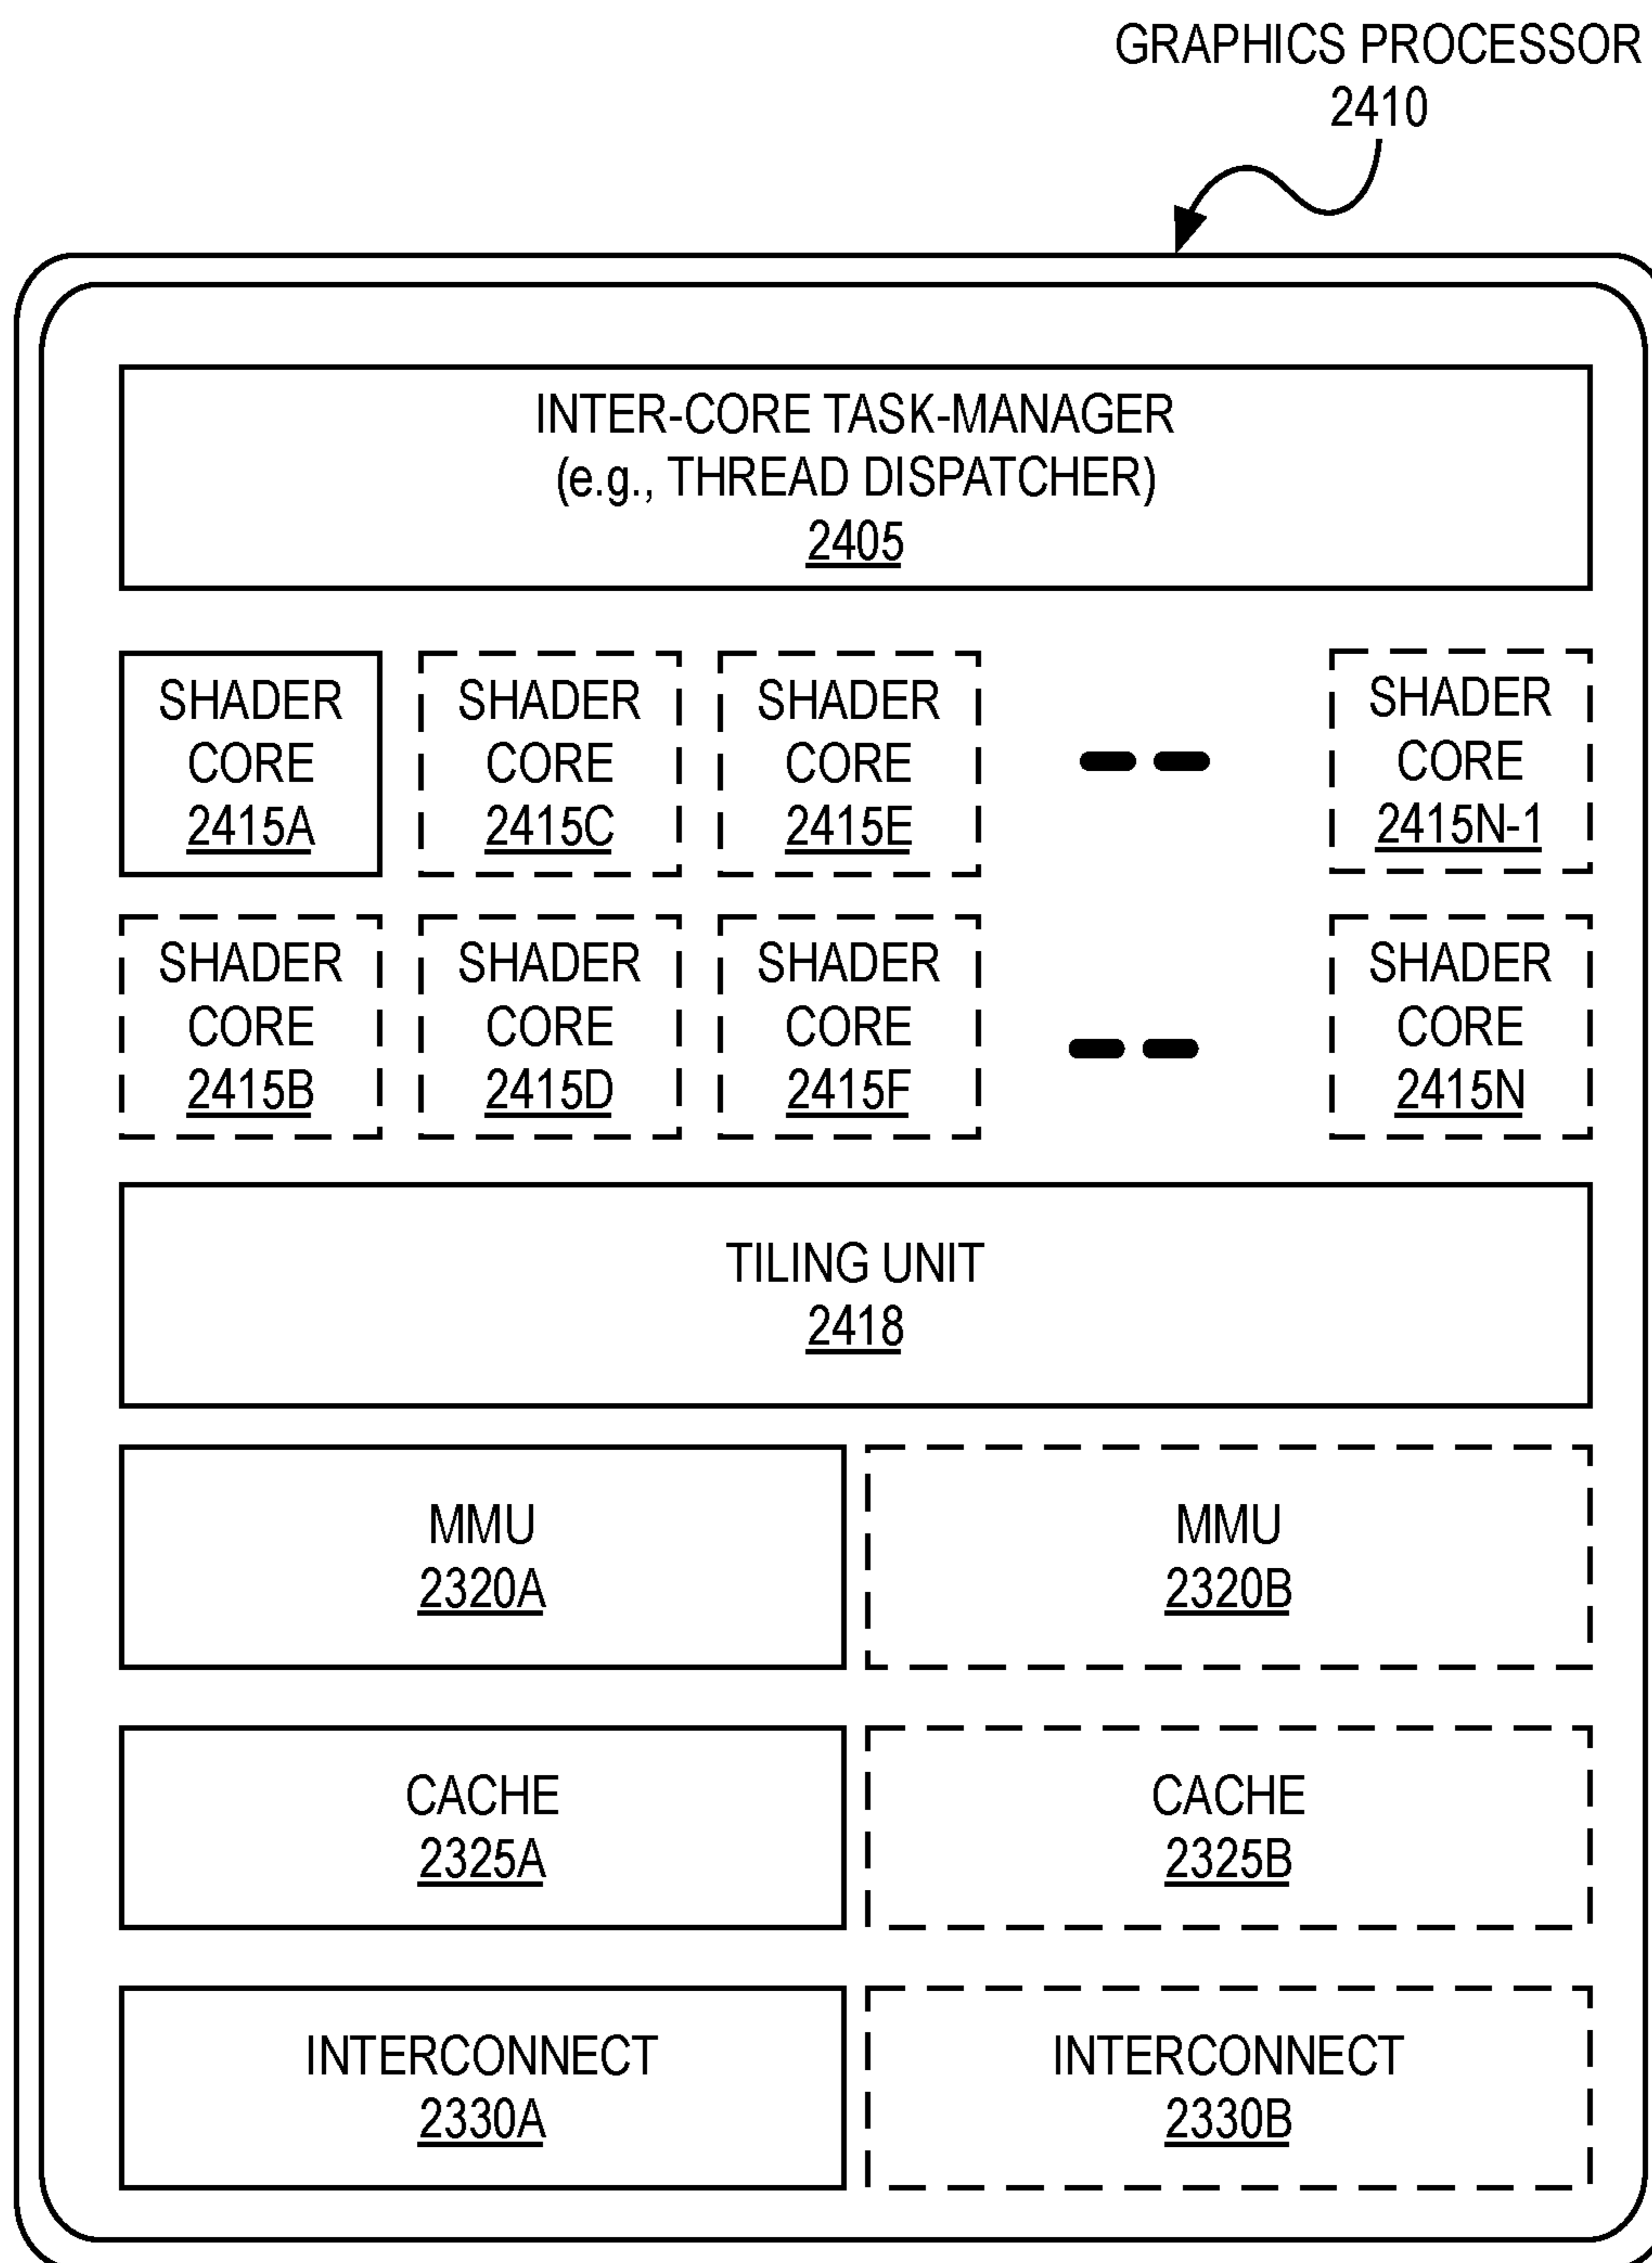 GRAPHICS PROCESSOR
2410
INTER-CORE TASK-MANAGER
(e.g., THREAD DISPATCHER)
2405
SHADER
CORE
2415A
SHADER
CORE
2415C
SHADER
CORE
2415E
SHADER
CORE
2415N-1
SHADER
CORE
2415B
SHADER
CORE
2415D
SHADER
CORE
2415F
SHADER
CORE
2415N
TILING UNIT
2418
MMU
2320A
MMU
2320B
CACHE
2325A
CACHE
2325B
INTERCONNECT
2330A
INTERCONNECT
2330B